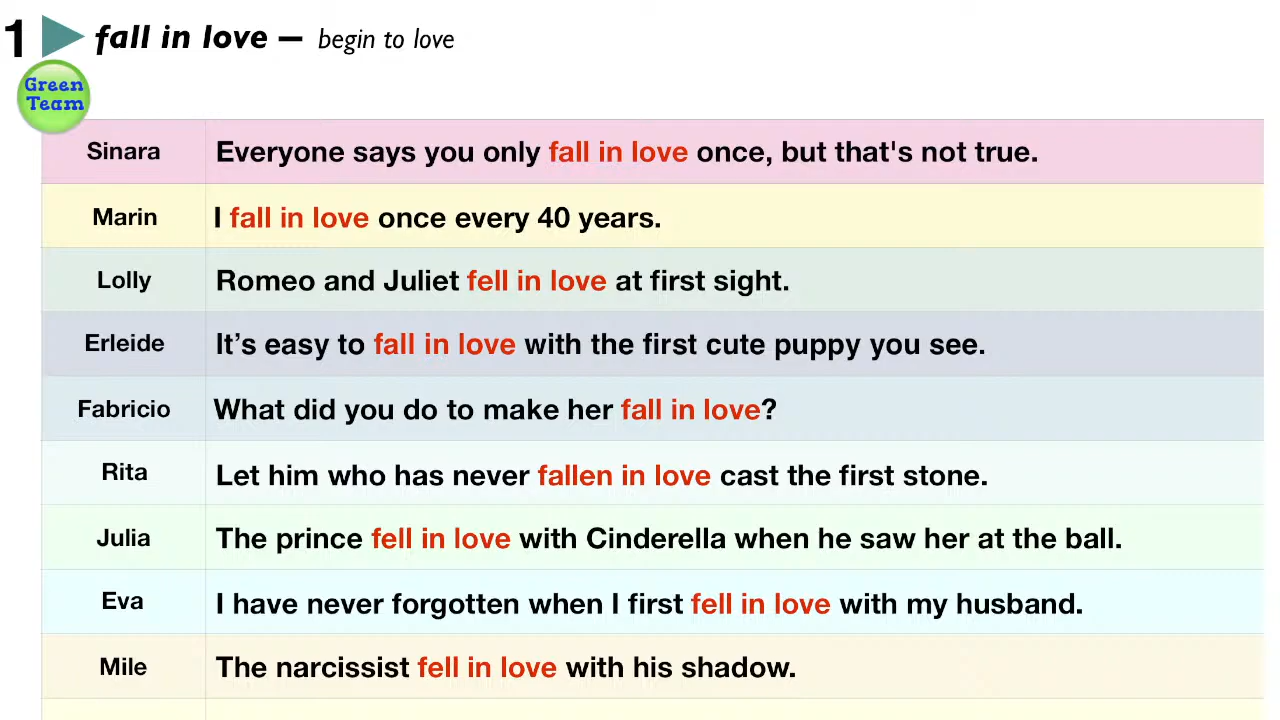 1 fall in love — begin to love
Green
Team
Sinara Everyone says you only fall in love once, but that's not true.
Marin I fall in love once every 40 years.
Lolly Romeo and Juliet fell in love at first sight.
Erleide It’s easy to fall in love with the first cute puppy you see.
Fabricio What did you do to make her fall in love?
Rita Let him who has never fallen in love cast the first stone.
Julia The prince fell in love with Cinderella when he saw her at the ball.
Eva I have never forgotten when I first fell in love with my husband.
Mile The narcissist fell in love with his shadow.